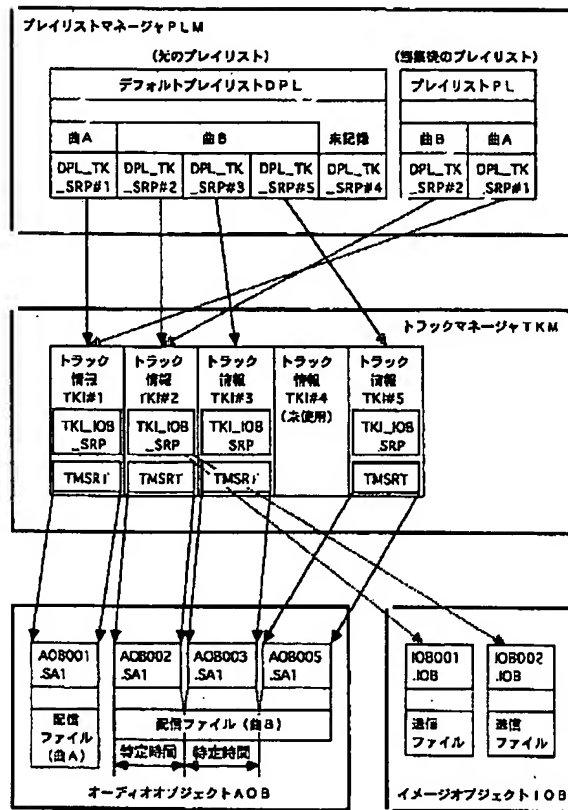 プレイリストマネージャPLM
(元のプレイリスト)
(編集後のプレイリスト)
デフォルトプレイリストDPL
プレイリストPL
曲A
曲B
未記録
曲B
曲A
DPL_TK DPL_TK DPL_TK DPL_TK DPL_TK
_SRP#1 _SRP#2 _SRP#3 _SRP#5 _SRP#4
DPL_TK DPL_TK
_SRP#2 _SRP#1
トラックマネージャTKM
トラック トラック トラック トラック トラック
情報 情報 情報 情報 情報
TKI#1 TKI#2 TKI#3 TKI#4 TKI#5
(未使用)
TKI_IOB TKI_IOB TKI_IOB TKI_IOB
_SRP _SRP SRP .SRP
TMSRT TMSRT TMSRT TMSRT
AOB001 AOB002 AOB003 AOB005
.SA1 .SA1 .SA1 .SA1
IOB001 IOB002
.IOB .IOB
配信
ファイル
(曲A)
配信ファイル(曲B)
特定時間 特定時間
送信 送信
ファイル ファイル
オーディオオブジェクトAOB
イメージオブジェクトIOB